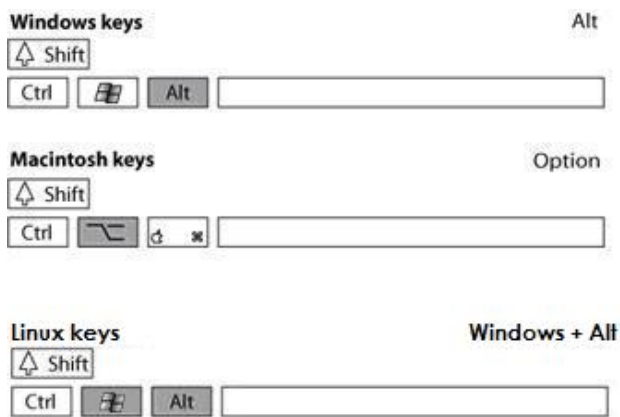 Windows keys Alt
Shift
Ctrl Alt
Macintosh keys Option
Shift
Ctrl ⌘
Linux keys Windows + Alt
Shift
Ctrl Alt